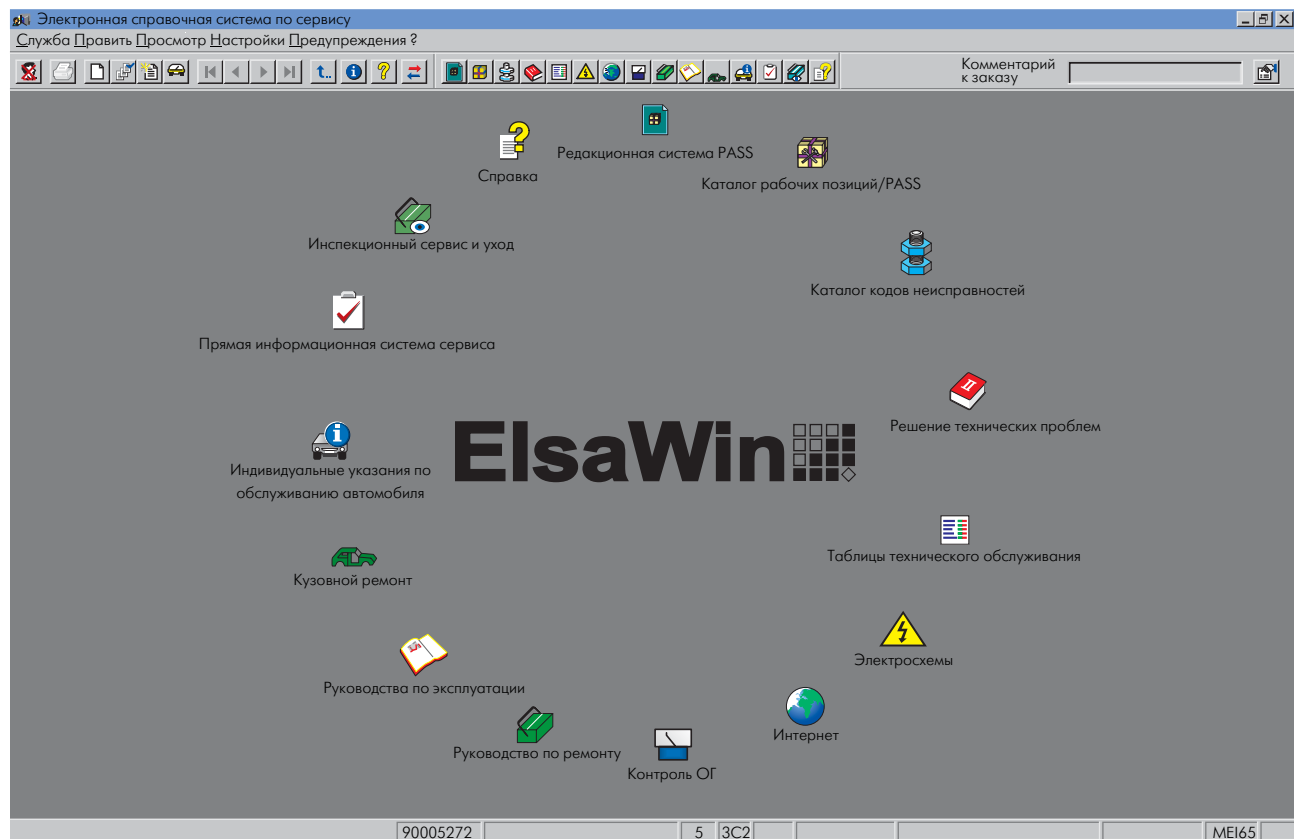 Электронная справочная система по сервису
Служба Править Просмотр Настройки Предупреждения ?
Комментарий
к заказу
Редакционная система PASS
Справка
Каталог рабочих позиций/PASS
Инспекционный сервис и уход
Каталог кодов неисправностей
Прямая информационная система сервиса
Решение технических проблем
ElsaWin
Индивидуальные указания по
обслуживанию автомобиля
Таблицы технического обслуживания
Кузовной ремонт
Электросхемы
Руководства по эксплуатации
Интернет
Руководство по ремонту
Контроль ОГ
90005272 5 3C2 MEI65